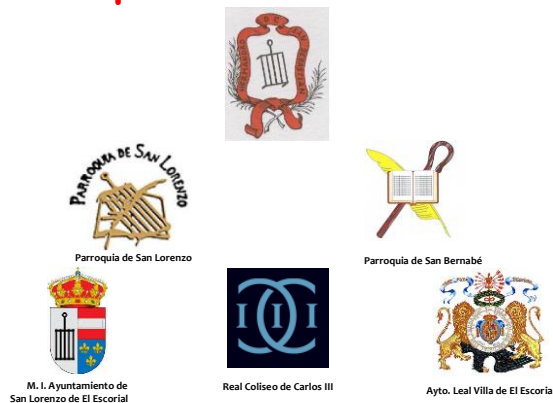 PARROQUIA DE SAN LORENZO
Parroquia de San Lorenzo
Parroquia de San Bernabé
M. I. Ayuntamiento de
San Lorenzo de El Escorial
Real Coliseo de Carlos III
Ayto. Leal Villa de El Escoria